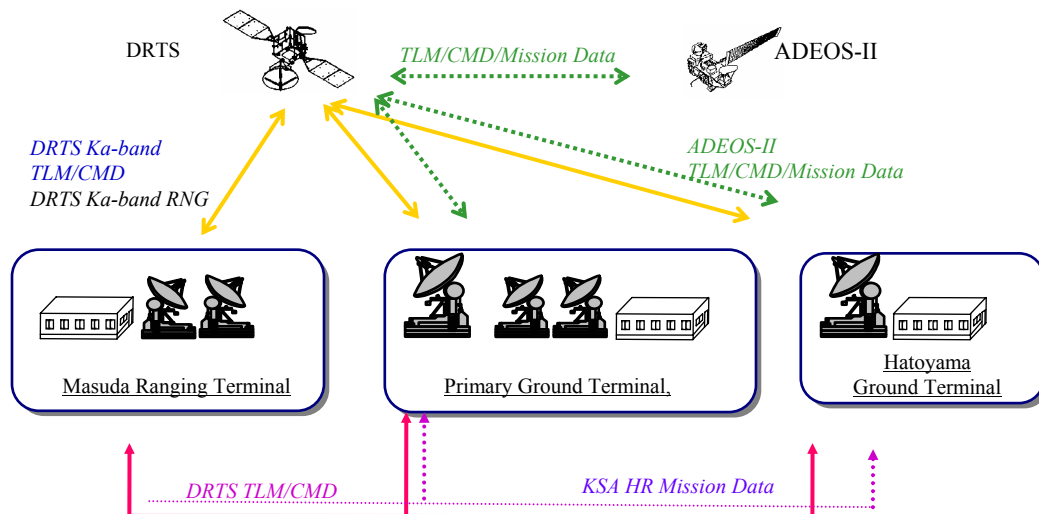 DRTS
TLM/CMD/Mission Data
ADEOS-II
DRTS Ka-band
TLM/CMD
DRTS Ka-band RNG
ADEOS-II
TLM/CMD/Mission Data
Masuda Ranging Terminal
Primary Ground Terminal,
Hatoyama
Ground Terminal
DRTS TLM/CMD
KSA HR Mission Data